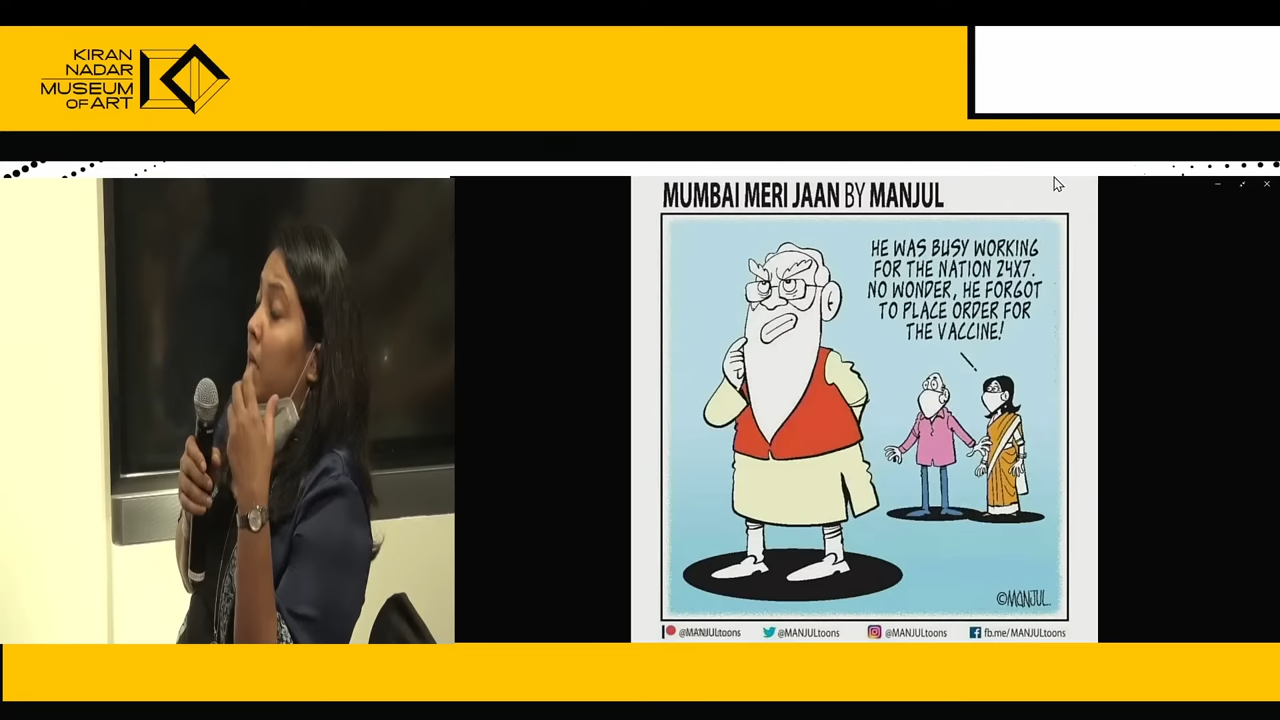 KIRAN
NADAR
MUSEUM
OF ART
MUMBAI MERI JAAN BY MANJUL
HE WAS BUSY WORKING
FOR THE NATION 24X7.
NO WONDER, HE FORGOT
TO PLACE ORDER FOR
THE VACCINE!
©MANJUL.
@MANJULtoons
@MANJULtoons
@MANJULtoons
fb.me/MANJULtoons